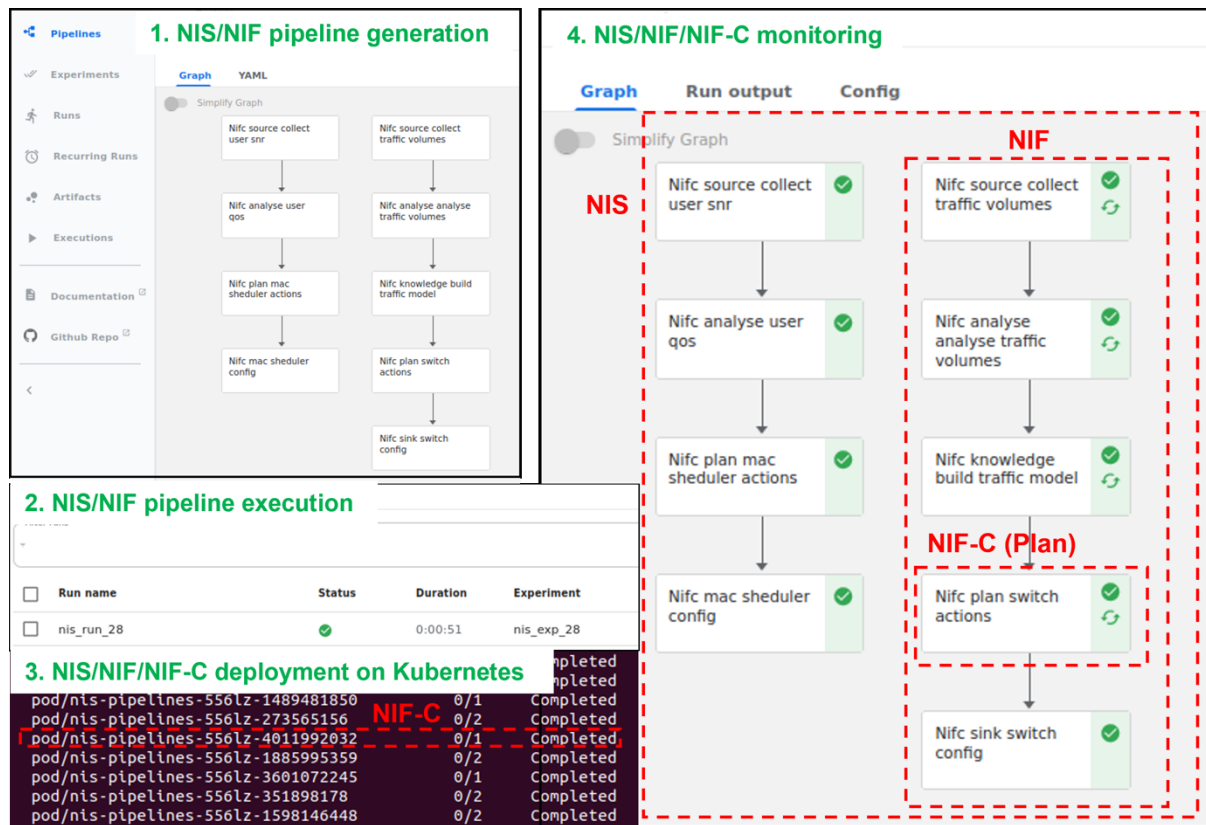 1. NIS/NIF pipeline generation
Pipelines
Experiments
Runs
Recurring Runs
Artifacts
Executions
Documentation
Github Repo
Graph YAML
Simplify Graph
Nifc source collect
user snr
Nifc analyse user
qos
Nifc plan mac
sheduler actions
Nifc mac sheduler
config
Nifc source collect
traffic volumes
Nifc analyse analyse
traffic volumes
Nifc knowledge build
traffic model
Nifc plan switch
actions
Nifc sink switch
config
2. NIS/NIF pipeline execution
Run name Status Duration Experiment
nis_run_28 0:00:51 nis_exp_28
3. NIS/NIF/NIF-C deployment on Kubernetes
mpleted
mpleted
pod/nis-pipelines-556lz-1489481850 0/1 Completed
pod/nis-pipelines-556lz-273565156 0/2 Completed
NIF-C
pod/nis-pipelines-556lz-4011992032 0/1 Completed
pod/nis-pipelines-556lz-1885995359 0/2 Completed
pod/nis-pipelines-556lz-3601072245 0/1 Completed
pod/nis-pipelines-556lz-351898178 0/2 Completed
pod/nis-pipelines-556lz-1598146448 0/2 Completed
4. NIS/NIF/NIF-C monitoring
Graph Run output Config
Simplify Graph
NIS
NIF
Nifc source collect
user snr
Nifc analyse user
qos
Nifc plan mac
sheduler actions
Nifc mac sheduler
config
Nifc source collect
traffic volumes
Nifc analyse
analyse traffic
volumes
Nifc knowledge
build traffic model
NIF-C (Plan)
Nifc plan switch
actions
Nifc sink switch
config